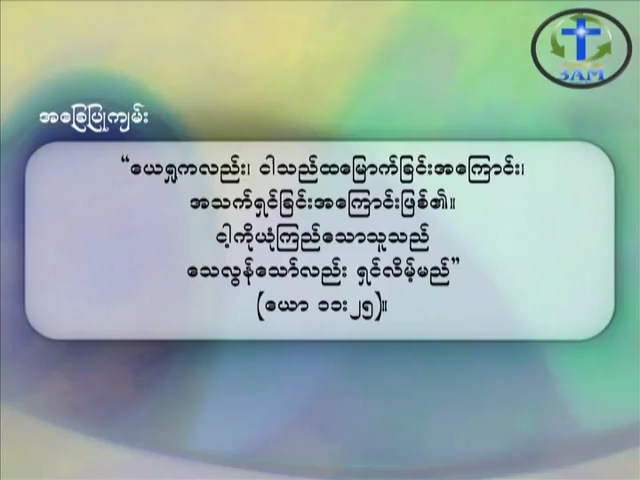 3AM
အခြေပြုကျမ်း
“ယေရှုကလည်း၊ ငါသည်ထမြောက်ခြင်းအကြောင်း၊
အသက်ရှင်ခြင်းအကြောင်းဖြစ်၏။
ငါ့ကိုယုံကြည်သောသူသည်
သေလွန်သော်လည်း ရှင်လိမ့်မည်”
(ယော ၁၁း၂၅)။